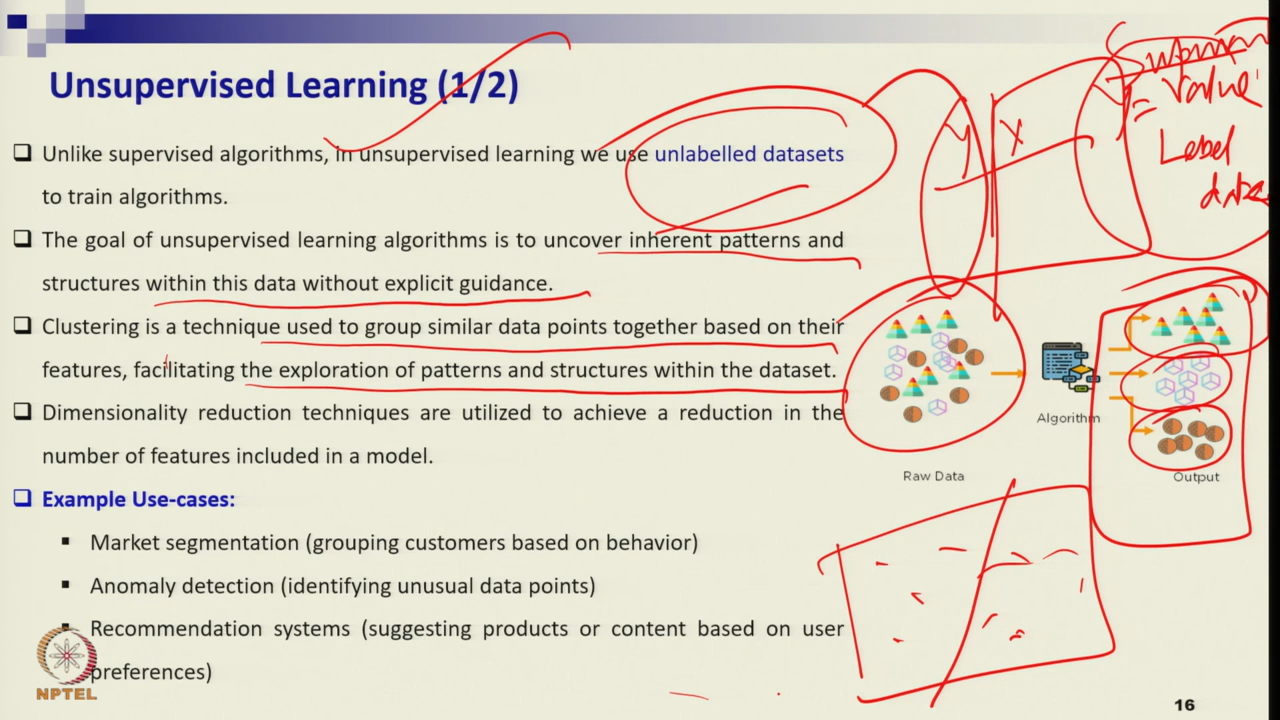 Unsupervised Learning (1/2)
❑ Unlike supervised algorithms, in unsupervised learning we use unlabelled datasets
to train algorithms.
❑ The goal of unsupervised learning algorithms is to uncover inherent patterns and
structures within this data without explicit guidance.
❑ Clustering is a technique used to group similar data points together based on their
features, facilitating the exploration of patterns and structures within the dataset.
❑ Dimensionality reduction techniques are utilized to achieve a reduction in the
number of features included in a model.
❑ Example Use-cases:
▪ Market segmentation (grouping customers based on behavior)
▪ Anomaly detection (identifying unusual data points)
▪ Recommendation systems (suggesting products or content based on user
preferences)
Y X
= Value
Label
Algorithm
Raw Data
Output
NPTEL
16